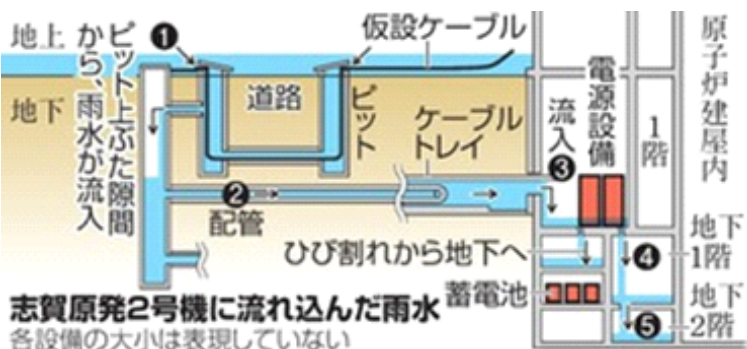 地上
地下
ピット上ぶた隙間
から、雨水が流入
❶
仮設ケーブル
道路
ピット
ケーブル
トレイ
❷
配管
流入
❸
電源設備
1階
原子炉建屋内
ひび割れから地下へ
❹
地下
1階
蓄電池
❺
地下
2階
志賀原発2号機に流れ込んだ雨水
各設備の大小は表現していない